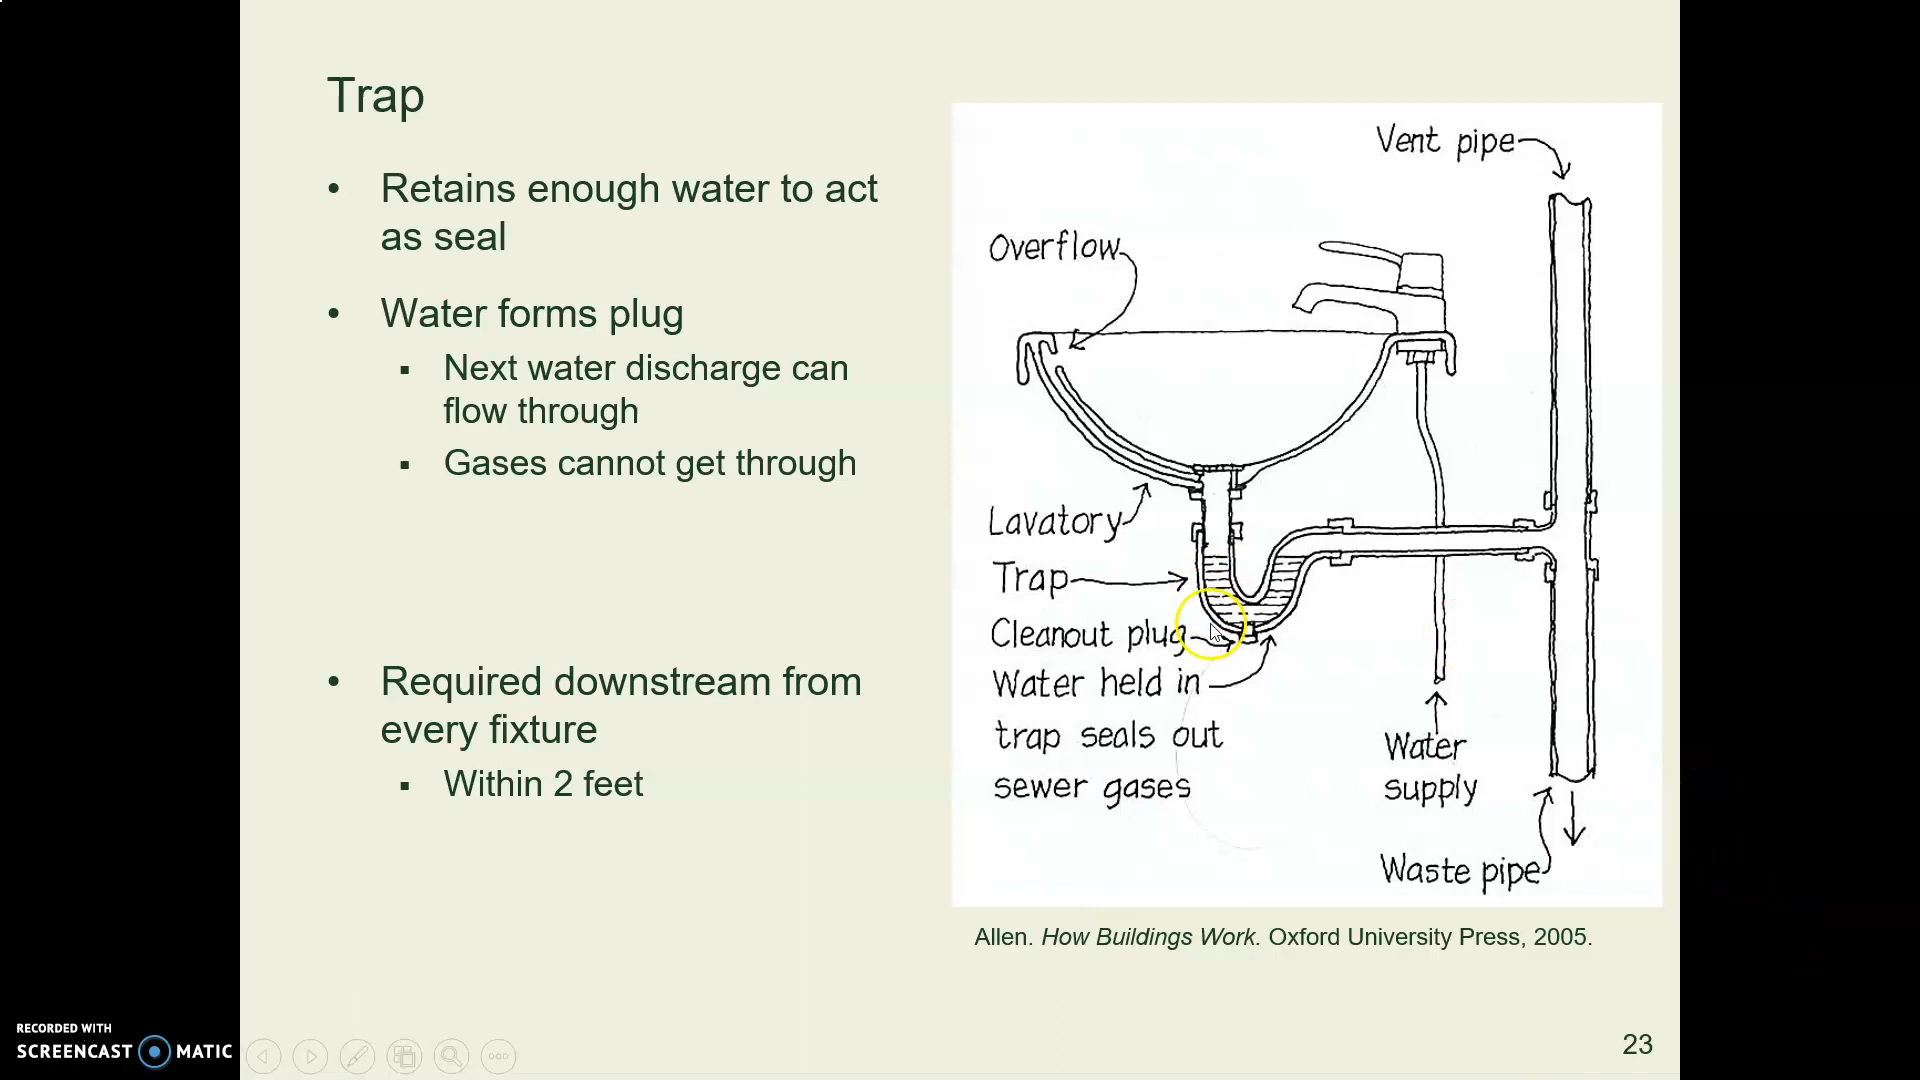 Trap
• Retains enough water to act
as seal
• Water forms plug
▪ Next water discharge can
flow through
▪ Gases cannot get through
• Required downstream from
every fixture
▪ Within 2 feet
Vent pipe
Overflow
Lavatory
Trap
Cleanout plug
Water held in
trap seals out
sewer gases
Water
supply
Waste pipe
Allen. How Buildings Work. Oxford University Press, 2005.
23
RECORDED WITH
SCREENCAST MATIC